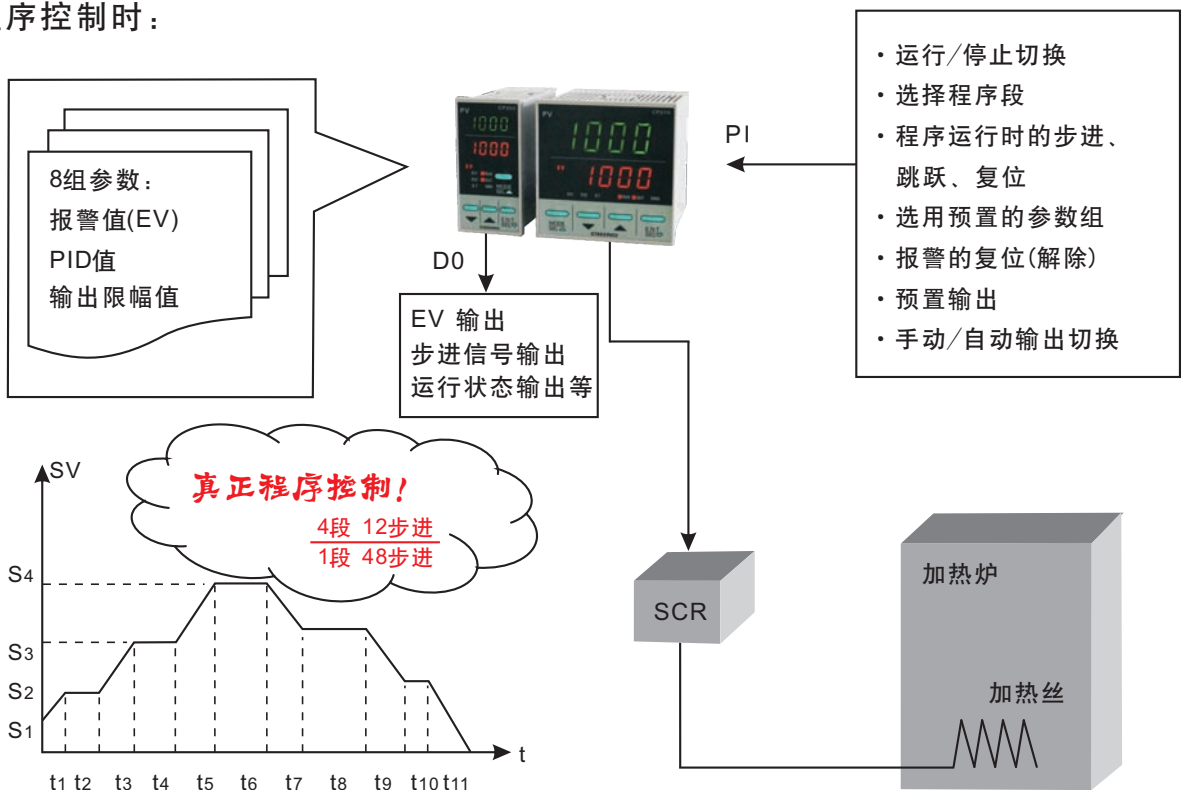 序控制时：
8组参数：
报警值(EV)
PID值
输出限幅值
PV
1000
1000
PV
1000
1000
CHINO
D0
EV 输出
步进信号输出
运行状态输出等
PI
·运行/停止切换
·选择程序段
·程序运行时的步进、
跳跃、复位
·选用预置的参数组
·报警的复位(解除)
·预置输出
·手动/自动输出切换
SV
真正程序控制！
4段 12步进
1段 48步进
S4
S3
S2
S1
t
t1 t2 t3 t4 t5 t6 t7 t8 t9 t10 t11
SCR
加热炉
加热丝